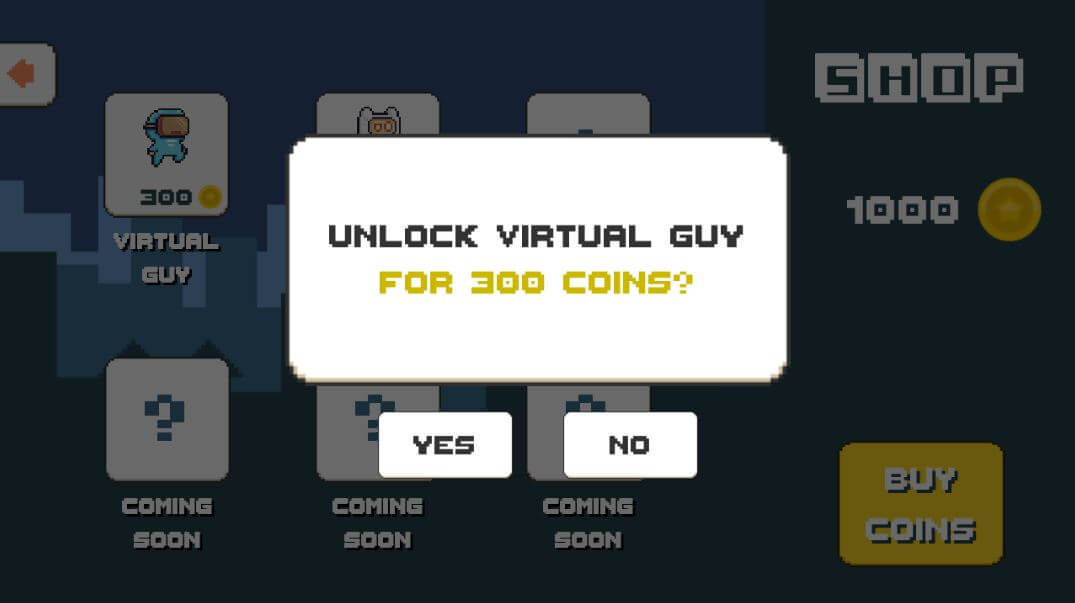 SHOP
300
1000
VIRTUAL
GUY
UNLOCK VIRTUAL GUY
FOR 300 COINS?
?
?
YES
NO
COMING
SOON
COMING
SOON
COMING
SOON
BUY
COINS